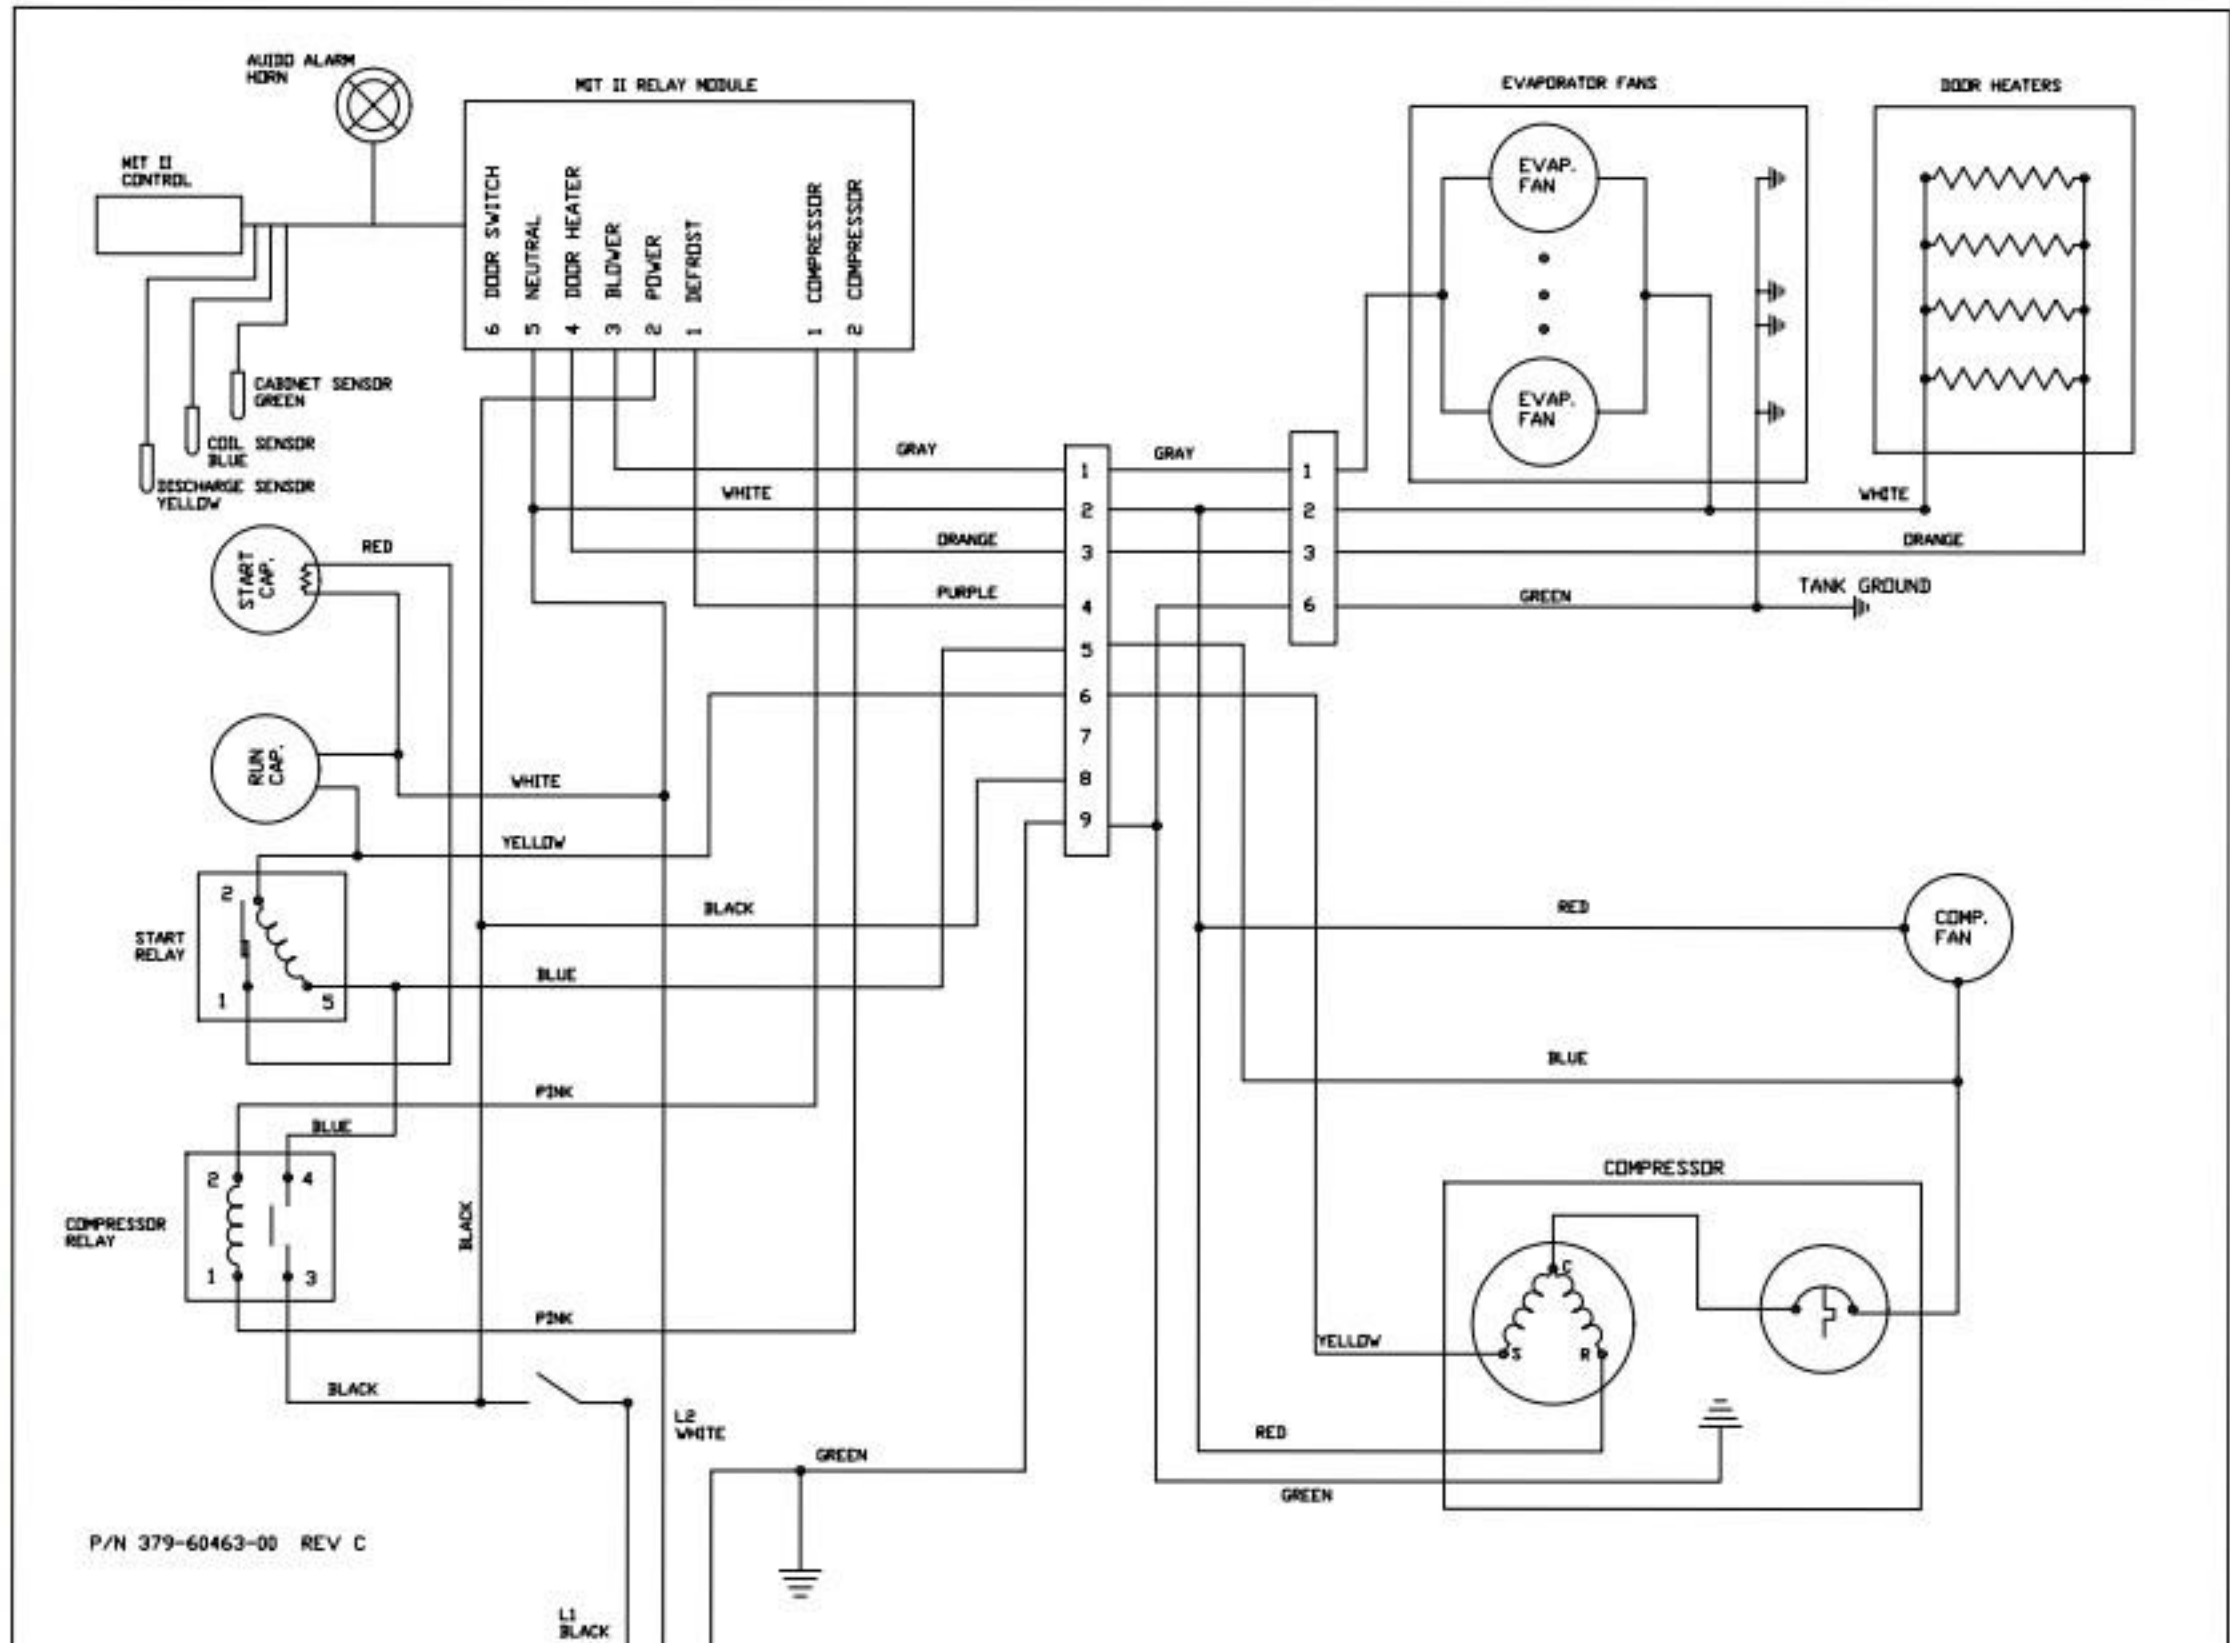 AUIDO ALARM
HORN
MIT II RELAY MODULE
EVAPORATOR FANS
DOOR HEATERS
MIT II
CONTROL
6 DOOR SWITCH
5 NEUTRAL
4 DOOR HEATER
3 BLOWER
2 POWER
1 DEFROST
1 COMPRESSOR
2 COMPRESSOR
EVAP.
FAN
EVAP.
FAN
CABINET SENSOR
GREEN
COIL SENSOR
BLUE
DISCHARGE SENSOR
YELLOW
GRAY
GRAY
WHITE
WHITE
ORANGE
ORANGE
PURPLE
GREEN
TANK GROUND
1
2
3
4
5
6
7
8
9
1
2
3
6
START
CAP.
RED
RUN
CAP.
WHITE
YELLOW
BLACK
START
RELAY
2
1
5
BLUE
RED
COMP.
FAN
BLUE
PINK
BLUE
COMPRESSOR
RELAY
2
4
1
3
BLACK
PINK
BLACK
COMPRESSOR
C
S
R
YELLOW
RED
GREEN
L2
WHITE
GREEN
P/N 379-60463-00 REV C
L1
BLACK